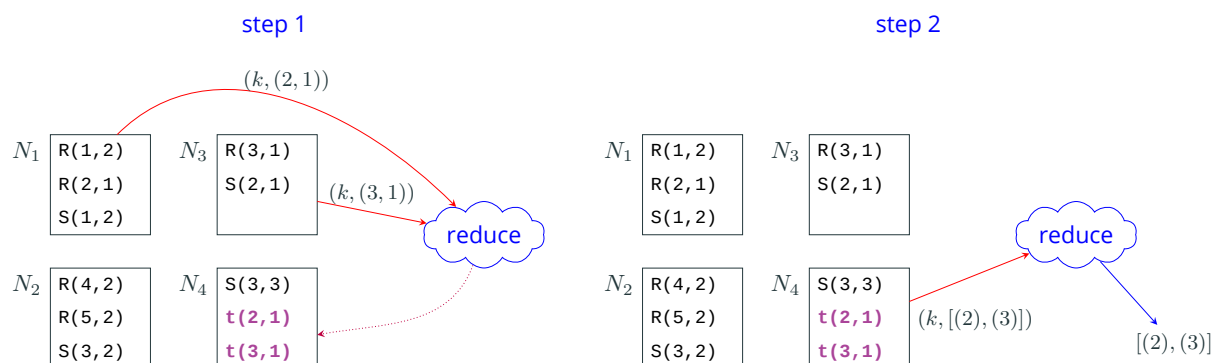 step 1
(k, (2, 1))
N1
R(1,2)
R(2,1)
S(1,2)
N3
R(3,1)
S(2,1)
(k, (3, 1))
reduce
N2
R(4,2)
R(5,2)
S(3,2)
N4
S(3,3)
t(2,1)
t(3,1)
step 2
N1
R(1,2)
R(2,1)
S(1,2)
N3
R(3,1)
S(2,1)
reduce
N2
R(4,2)
R(5,2)
S(3,2)
N4
S(3,3)
t(2,1)
t(3,1)
(k, [(2), (3)])
[(2), (3)]